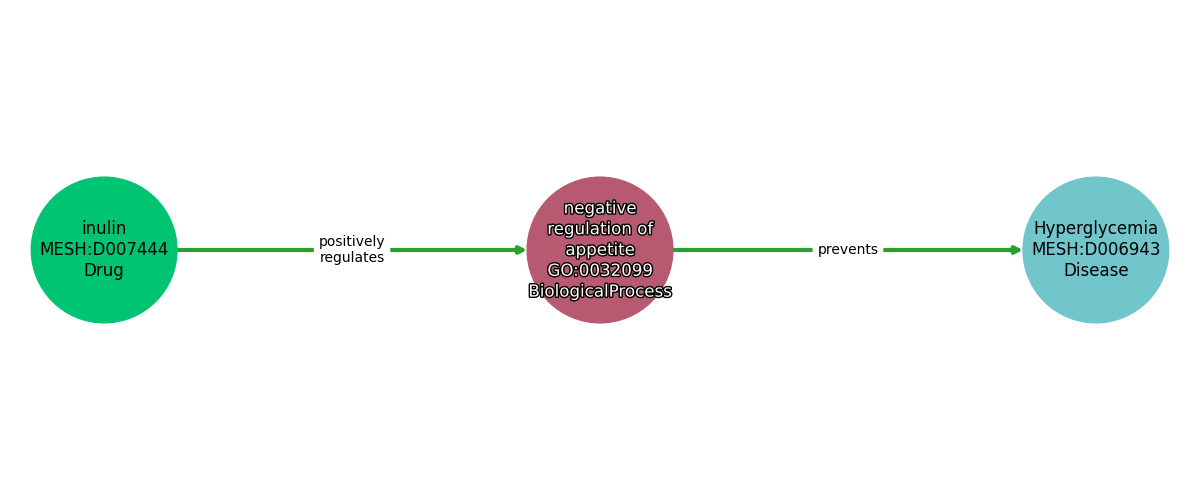 inulin
MESH:D007444
Drug
positively
regulates
negative
regulation of
appetite
GO:0032099
BiologicalProcess
prevents
Hyperglycemia
MESH:D006943
Disease